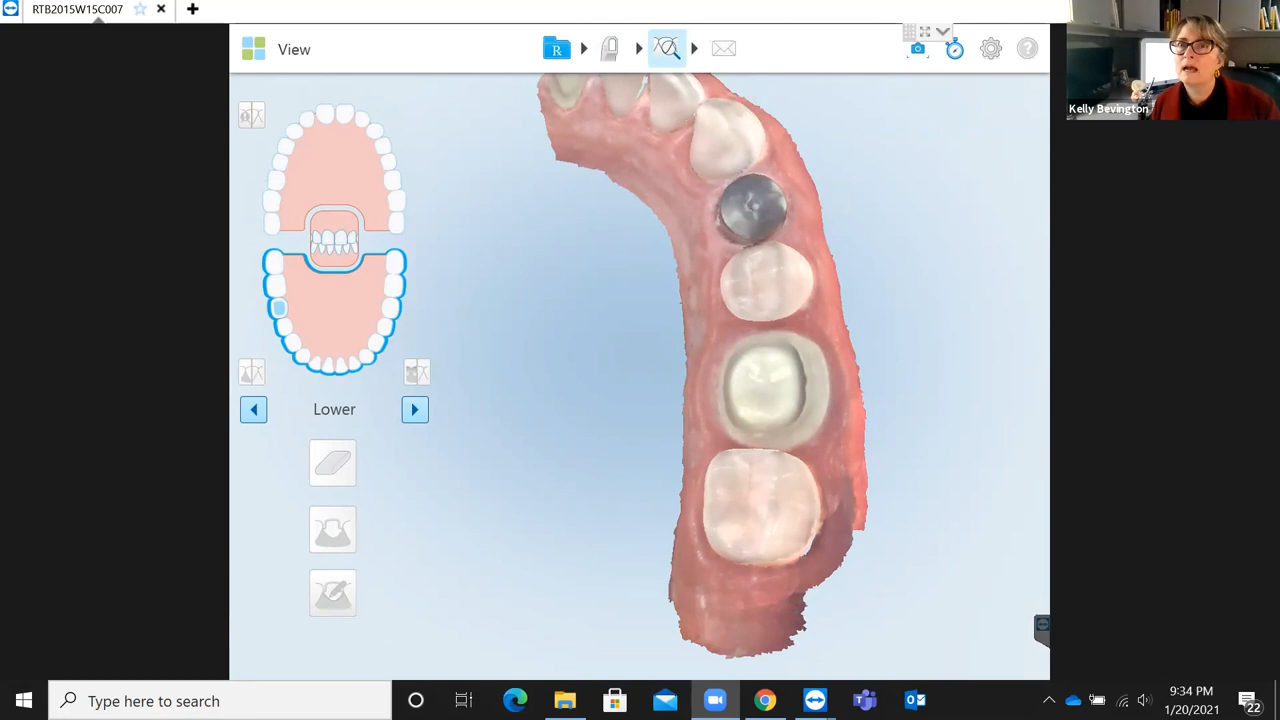 RTB2015W15C007
View
R
Kelly Bevington
Lower
Type here to search
9:34 PM
1/20/2021
22